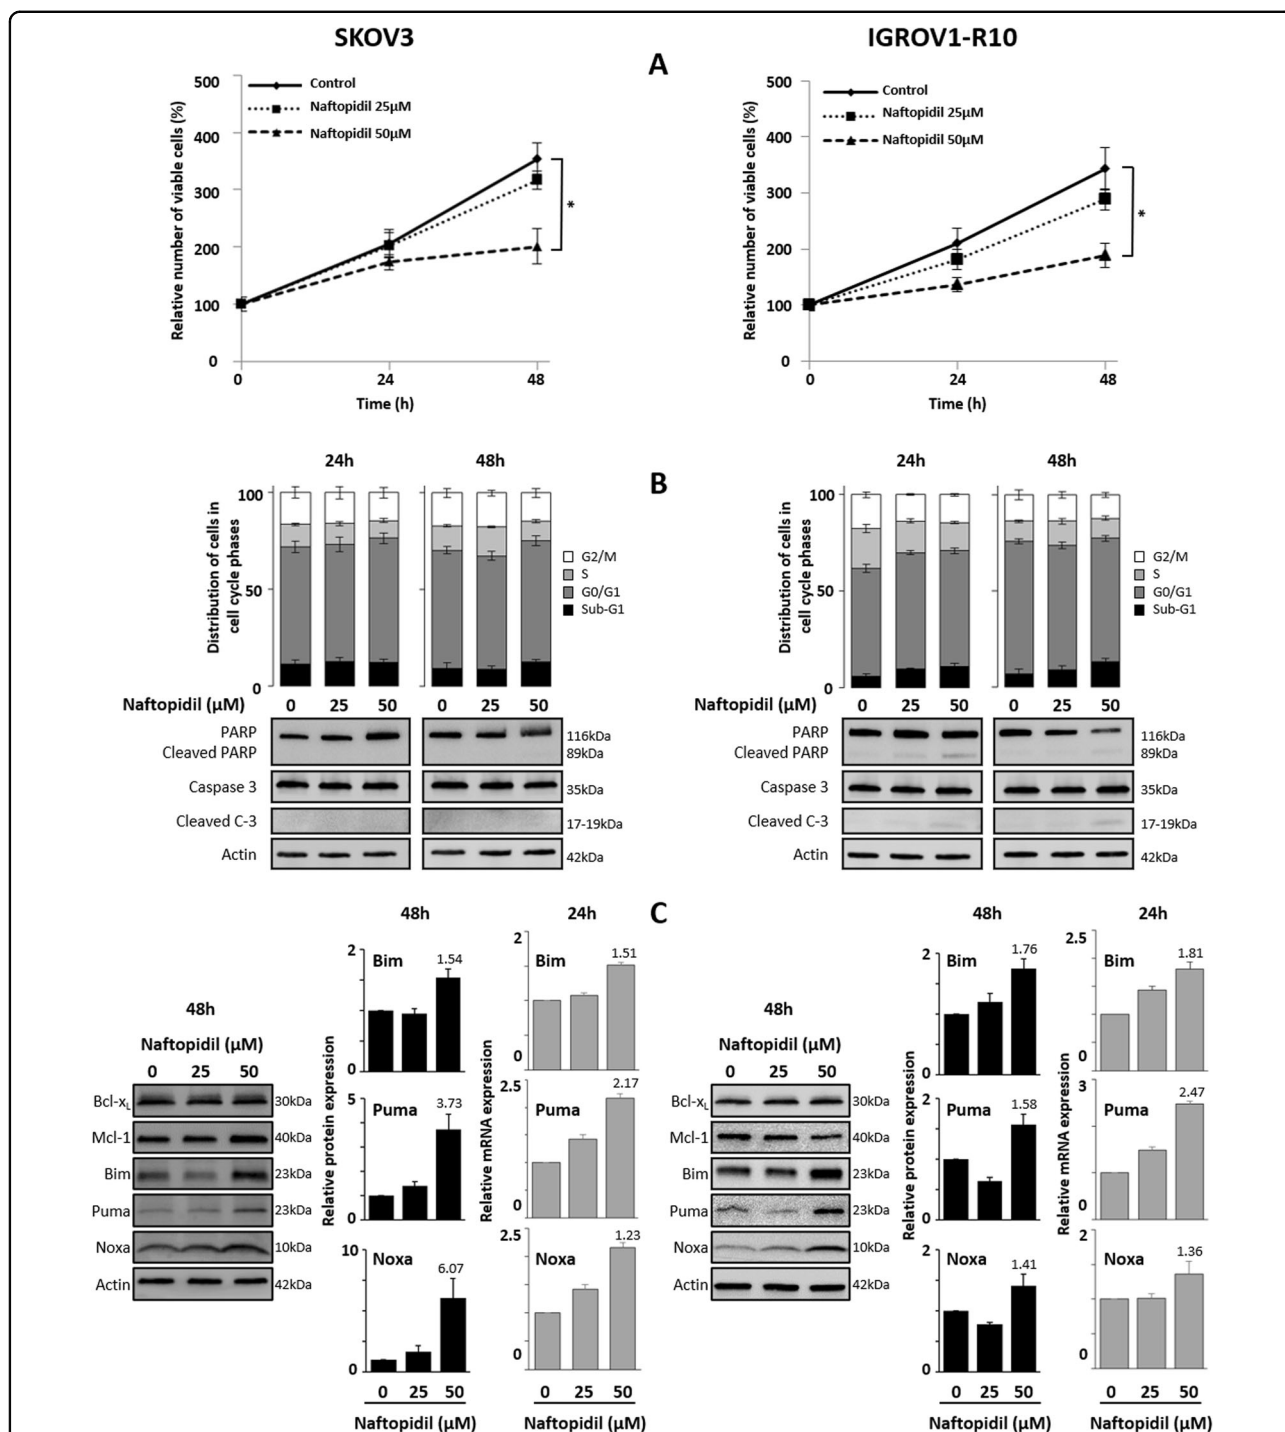 SKOV3
IGROV1-R10
A
Relative number of viable cells (%)
500
400
300
200
100
0
Control
Naftopidil 25µM
Naftopidil 50µM
*
0 24 48
Time (h)
Relative number of viable cells (%)
500
400
300
200
100
0
Control
Naftopidil 25µM
Naftopidil 50µM
*
0 24 48
Time (h)
B
24h 48h
Distribution of cells in
cell cycle phases
100
50
0
G2/M
S
G0/G1
Sub-G1
Naftopidil (µM) 0 25 50 0 25 50
PARP 116kDa
Cleaved PARP 89kDa
Caspase 3 35kDa
Cleaved C-3 17-19kDa
Actin 42kDa
24h 48h
Distribution of cells in
cell cycle phases
100
50
0
G2/M
S
G0/G1
Sub-G1
Naftopidil (µM) 0 25 50 0 25 50
PARP 116kDa
Cleaved PARP 89kDa
Caspase 3 35kDa
Cleaved C-3 17-19kDa
Actin 42kDa
C
48h
Naftopidil (µM)
0 25 50
Bcl-xL 30kDa
Mcl-1 40kDa
Bim 23kDa
Puma 23kDa
Noxa 10kDa
Actin 42kDa
48h
Relative protein expression
2
0
Bim
1.54
5
0
Puma
3.73
10
0
Noxa
6.07
0 25 50
Naftopidil (µM)
24h
Relative mRNA expression
2
0
Bim
1.51
2.5
0
Puma
2.17
2.5
0
Noxa
1.23
0 25 50
Naftopidil (µM)
48h
Naftopidil (µM)
0 25 50
Bcl-xL 30kDa
Mcl-1 40kDa
Bim 23kDa
Puma 23kDa
Noxa 10kDa
Actin 42kDa
48h
Relative protein expression
2
0
Bim
1.76
2
0
Puma
1.58
2
0
Noxa
1.41
0 25 50
Naftopidil (µM)
24h
Relative mRNA expression
2.5
0
Bim
1.81
3
0
Puma
2.47
2
0
Noxa
1.36
0 25 50
Naftopidil (µM)